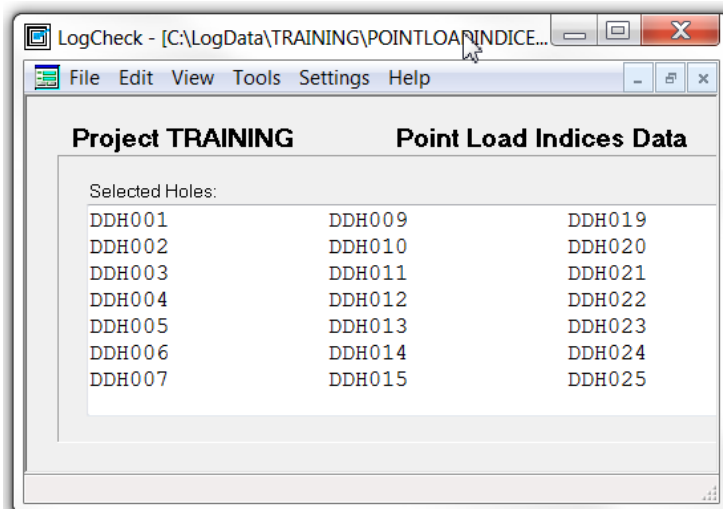 LogCheck - [C:\LogData\TRAINING\POINTLOADINDICE...
File Edit View Tools Settings Help
Project TRAINING Point Load Indices Data
Selected Holes:
DDH001 DDH009 DDH019
DDH002 DDH010 DDH020
DDH003 DDH011 DDH021
DDH004 DDH012 DDH022
DDH005 DDH013 DDH023
DDH006 DDH014 DDH024
DDH007 DDH015 DDH025